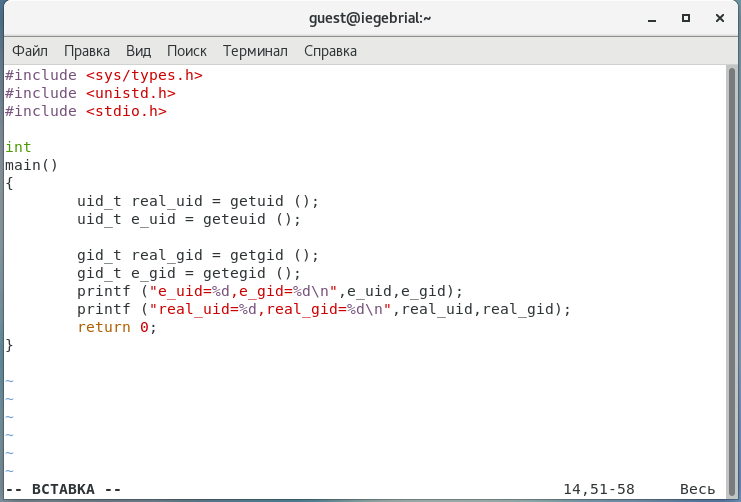 guest@iegebrial:~
Файл Правка Вид Поиск Терминал Справка
#include <sys/types.h>
#include <unistd.h>
#include <stdio.h>
int
main()
{
        uid_t real_uid = getuid ();
        uid_t e_uid = geteuid ();
        gid_t real_gid = getgid ();
        gid_t e_gid = getegid ();
        printf ("e_uid=%d,e_gid=%d\n",e_uid,e_gid);
        printf ("real_uid=%d,real_gid=%d\n",real_uid,real_gid);
        return 0;
}
~
~
~
~
~
~
-- ВСТАВКА -- 14,51-58 Весь